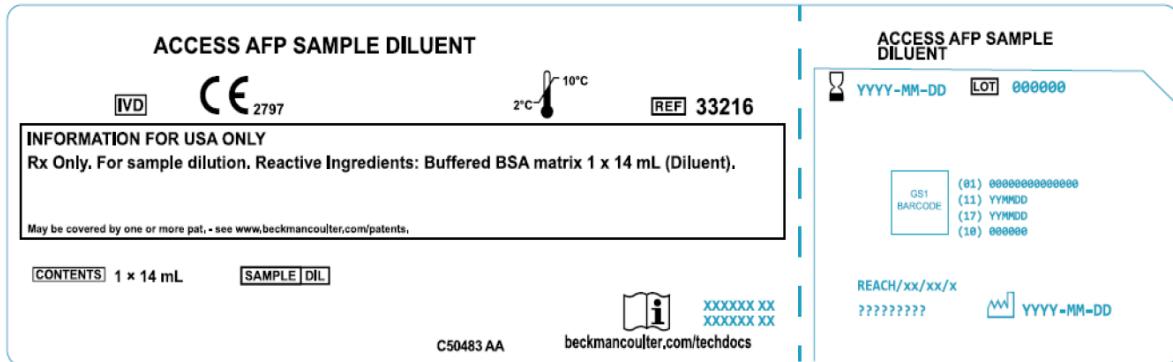 ACCESS AFP SAMPLE DILUENT
IVD CE 2797 2°C 10°C REF 33216
INFORMATION FOR USA ONLY
Rx Only. For sample dilution. Reactive Ingredients: Buffered BSA matrix 1 x 14 mL (Diluent).
May be covered by one or more pat. - see www.beckmancoulter.com/patents.
CONTENTS 1 × 14 mL SAMPLE DIL
XXXXXX XX
XXXXXX XX
C50483 AA beckmancoulter.com/techdocs
ACCESS AFP SAMPLE
DILUENT
YYYY-MM-DD LOT 000000
GS1
BARCODE
(01) 00000000000000
(11) YYMMDD
(17) YYMMDD
(10) 000000
REACH/xx/xx/x
????????? YYYY-MM-DD